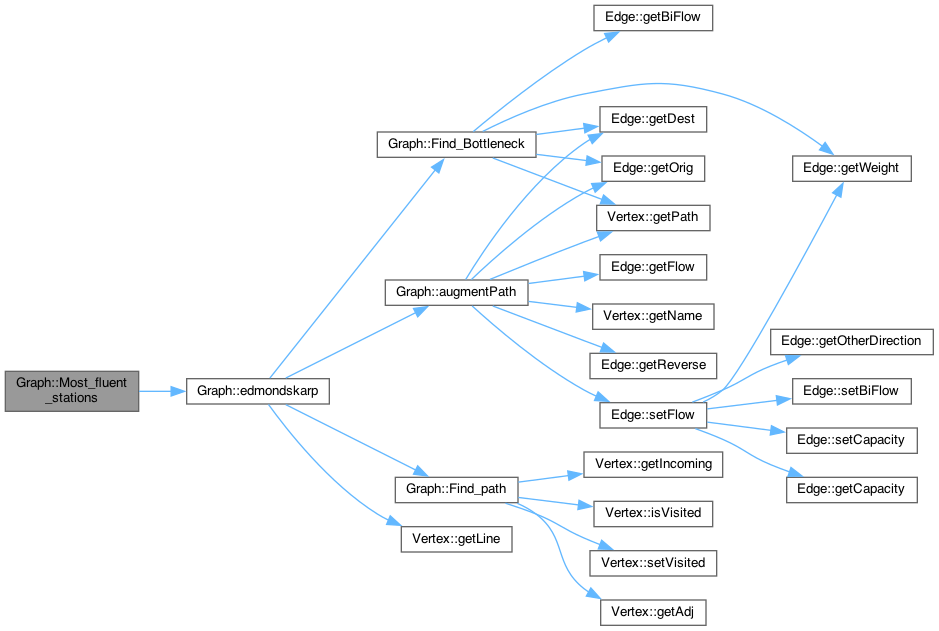 Graph::Most_fluent
_stations
Graph::edmondskarp
Graph::Find_Bottleneck
Graph::augmentPath
Graph::Find_path
Vertex::getLine
Edge::getBiFlow
Edge::getDest
Edge::getOrig
Vertex::getPath
Edge::getFlow
Vertex::getName
Edge::getReverse
Edge::setFlow
Vertex::getIncoming
Vertex::isVisited
Vertex::setVisited
Vertex::getAdj
Edge::getWeight
Edge::getOtherDirection
Edge::setBiFlow
Edge::setCapacity
Edge::getCapacity